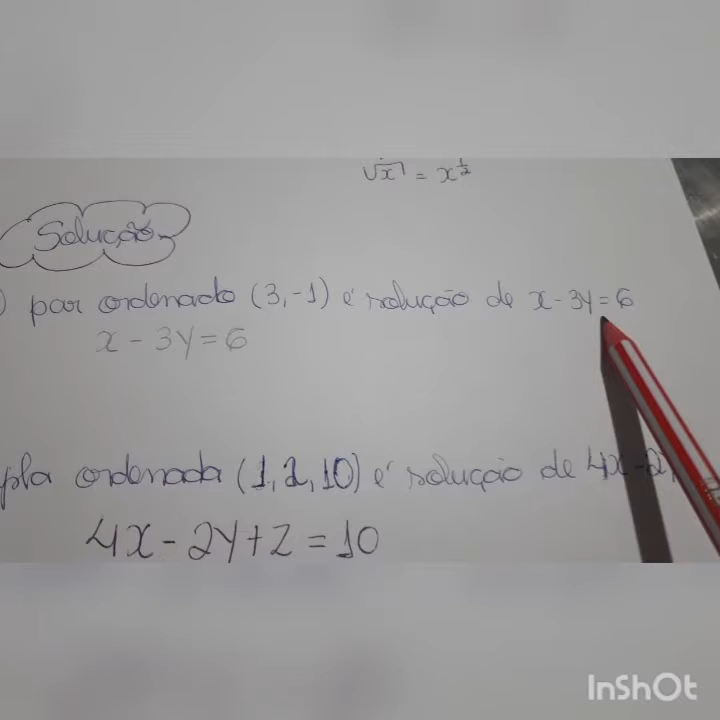 √x = x^½
Solução
) par ordenado (3,-1) é solução de x-3y=6
x - 3y = 6
pla ordenada (1,2,10) é solução de 4x-2y
4x - 2y + z = 10
InShOt